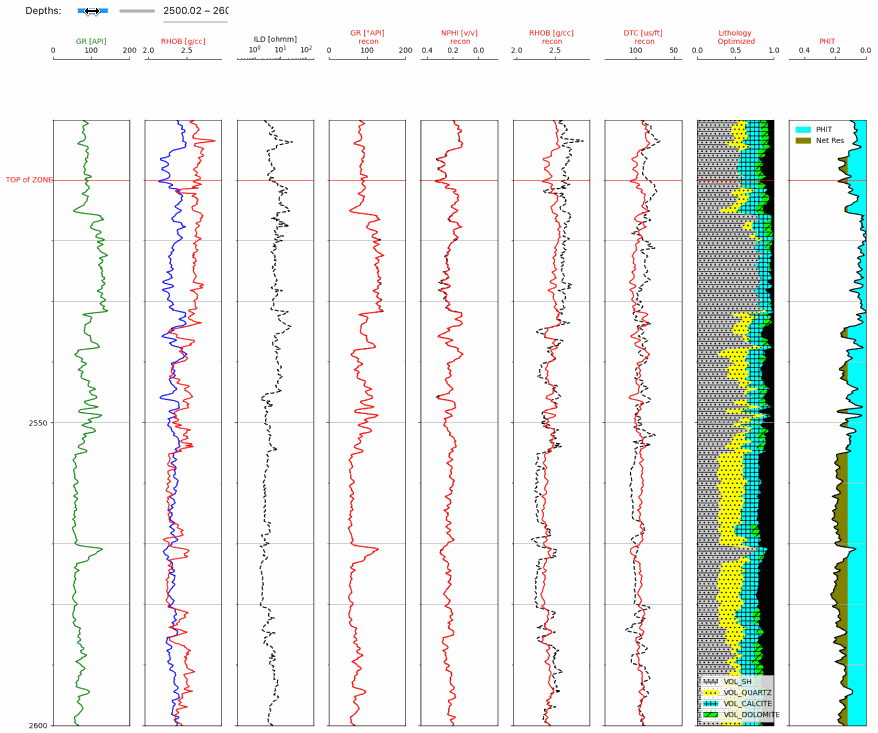 Depths:
2500.02 – 260
GR [API]
0 100 200
RHOB [g/cc]
2.0 2.5
ILD [ohmm]
10⁰ 10¹ 10²
GR [°API]
recon
0 100 200
NPHI [v/v]
recon
0.4 0.2 0.0
RHOB [g/cc]
recon
2.0 2.5
DTC [us/ft]
recon
100 50
Lithology
Optimized
0.0 0.5 1.0
PHIT
0.4 0.2 0.0
PHIT
Net Res
TOP of ZONE
2550
2600
VOL_SH
VOL_QUARTZ
VOL_CALCITE
VOL_DOLOMITE